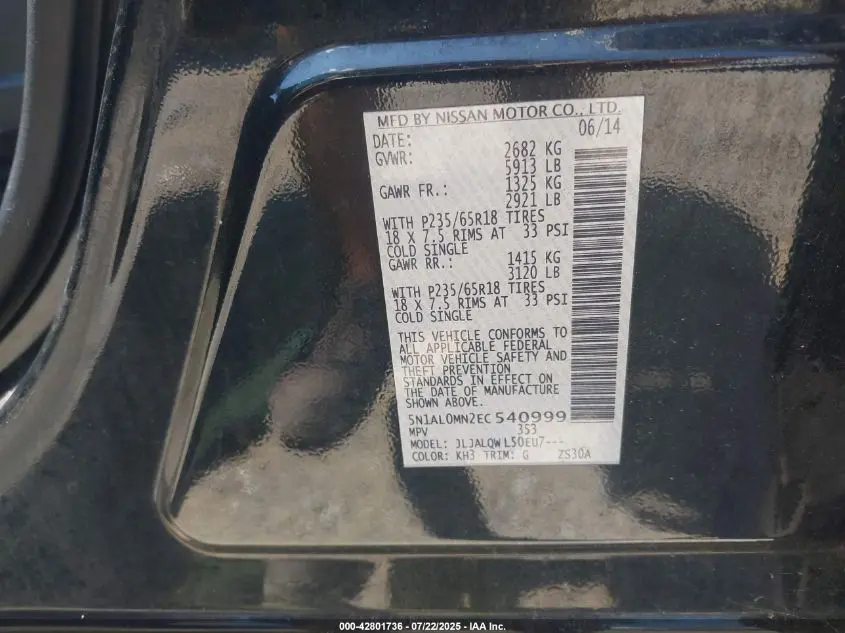 MFD BY NISSAN MOTOR CO., LTD.
DATE: 06/14
GVWR: 2682 KG
5913 LB
GAWR FR.: 1325 KG
2921 LB
WITH P235/65R18 TIRES
18 X 7.5 RIMS AT 33 PSI
COLD SINGLE
GAWR RR.: 1415 KG
3120 LB
WITH P235/65R18 TIRES
18 X 7.5 RIMS AT 33 PSI
COLD SINGLE
THIS VEHICLE CONFORMS TO
ALL APPLICABLE FEDERAL
MOTOR VEHICLE SAFETY AND
THEFT PREVENTION
STANDARDS IN EFFECT ON
THE DATE OF MANUFACTURE
SHOWN ABOVE.
5N1AL0MN2EC540999
MPV 3S3
MODEL: JLJALQWL50EU7---
COLOR: KH3 TRIM: G ZS30A
000-42801736 - 07/22/2025 - IAA Inc.